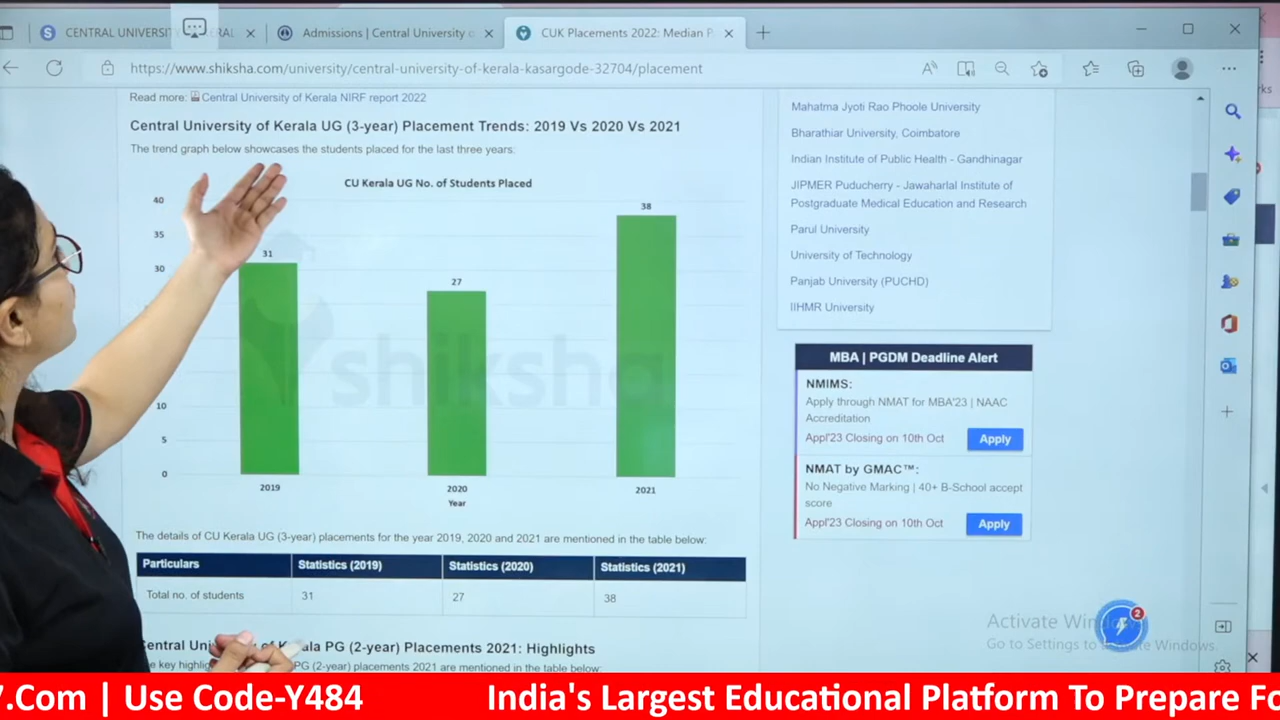 CENTRAL UNIVERSITY
Admissions | Central University o
CUK Placements 2022: Median P
https://www.shiksha.com/university/central-university-of-kerala-kasargode-32704/placement
Read more: Central University of Kerala NIRF report 2022
Central University of Kerala UG (3-year) Placement Trends: 2019 Vs 2020 Vs 2021
The trend graph below showcases the students placed for the last three years:
CU Kerala UG No. of Students Placed
40
35
30
10
5
0
31
27
38
2019
2020
2021
Year
shiksha
The details of CU Kerala UG (3-year) placements for the year 2019, 2020 and 2021 are mentioned in the table below:
Particulars Statistics (2019) Statistics (2020) Statistics (2021)
Total no. of students 31 27 38
Central Un of K ala PG (2-year) Placements 2021: Highlights
e key highlig PG (2-year) placements 2021 are mentioned in the table below:
Mahatma Jyoti Rao Phoole University
Bharathiar University, Coimbatore
Indian Institute of Public Health - Gandhinagar
JIPMER Puducherry - Jawaharlal Institute of
Postgraduate Medical Education and Research
Parul University
University of Technology
Panjab University (PUCHD)
IIHMR University
MBA | PGDM Deadline Alert
NMIMS:
Apply through NMAT for MBA'23 | NAAC
Accreditation
Appl'23 Closing on 10th Oct Apply
NMAT by GMAC™:
No Negative Marking | 40+ B-School accept
score
Appl'23 Closing on 10th Oct Apply
2
Activate Windows
Go to Settings to activate Windows.
7.Com | Use Code-Y484 India's Largest Educational Platform To Prepare Fo